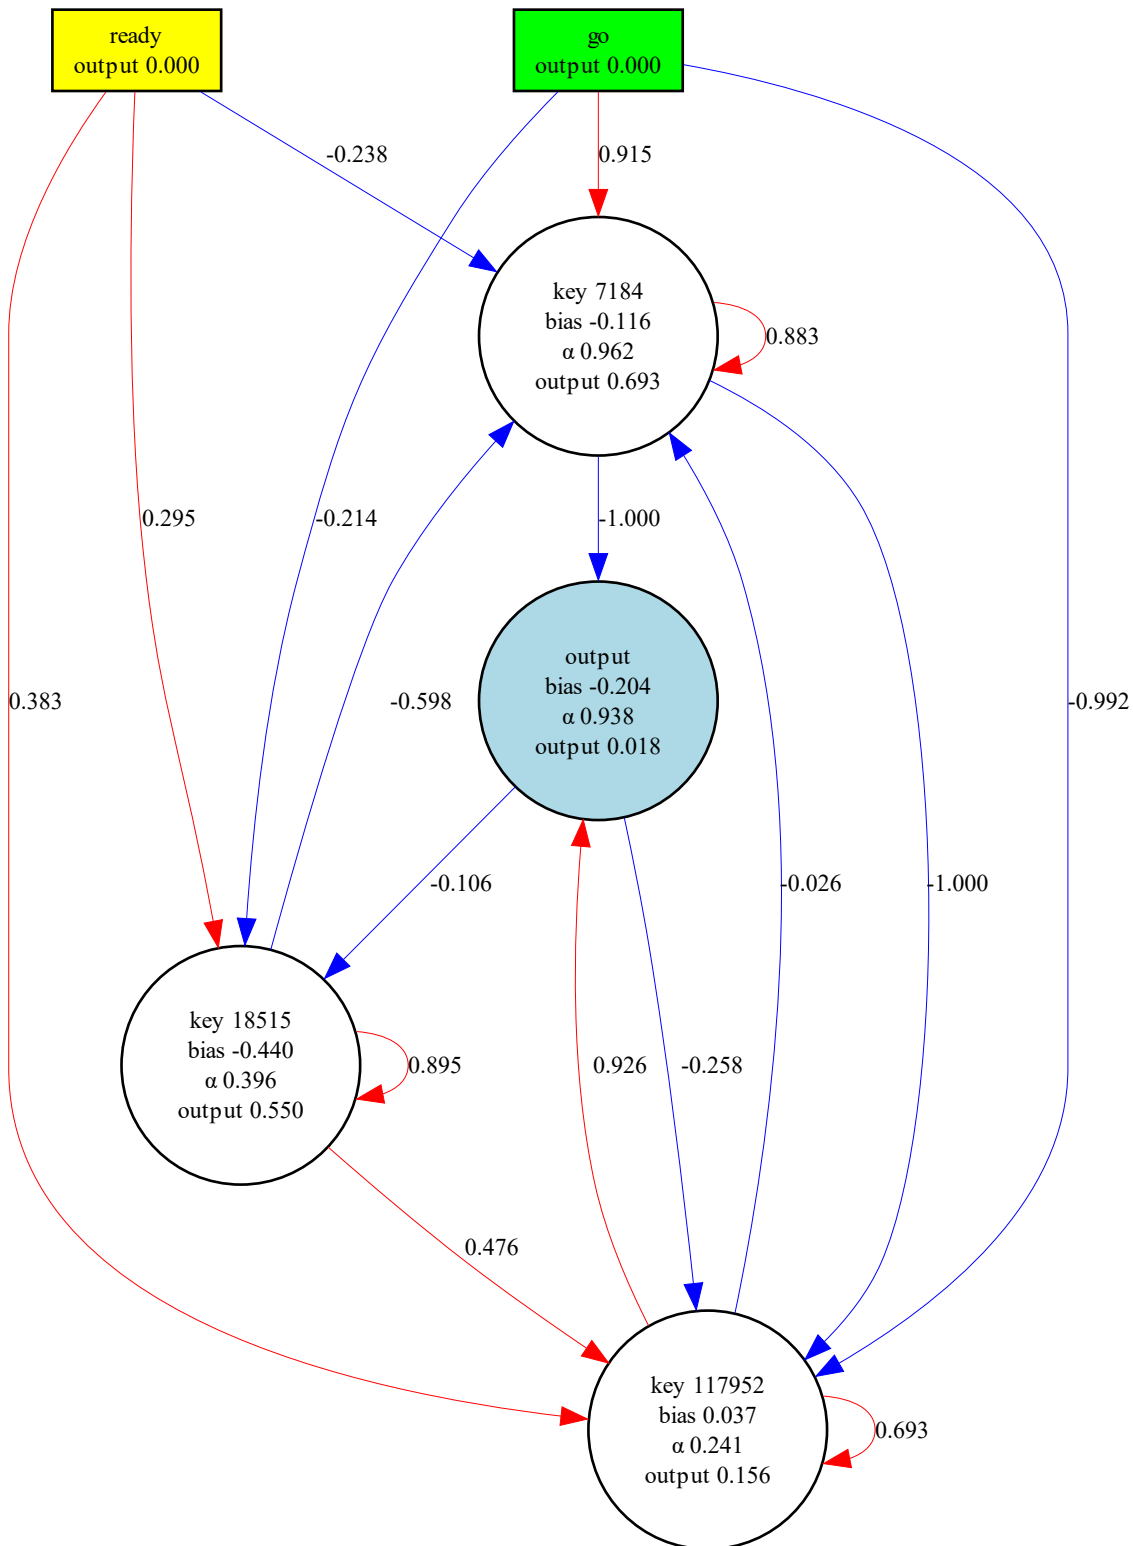 ready
output 0.000
go
output 0.000
-0.238
0.915
key 7184
bias -0.116
α 0.962
output 0.693
0.883
0.295
-0.214
-1.000
output
bias -0.204
α 0.938
output 0.018
0.383
-0.598
-0.992
-0.106
-0.026
-1.000
key 18515
bias -0.440
α 0.396
output 0.550
0.895
0.926
-0.258
0.476
key 117952
bias 0.037
α 0.241
output 0.156
0.693